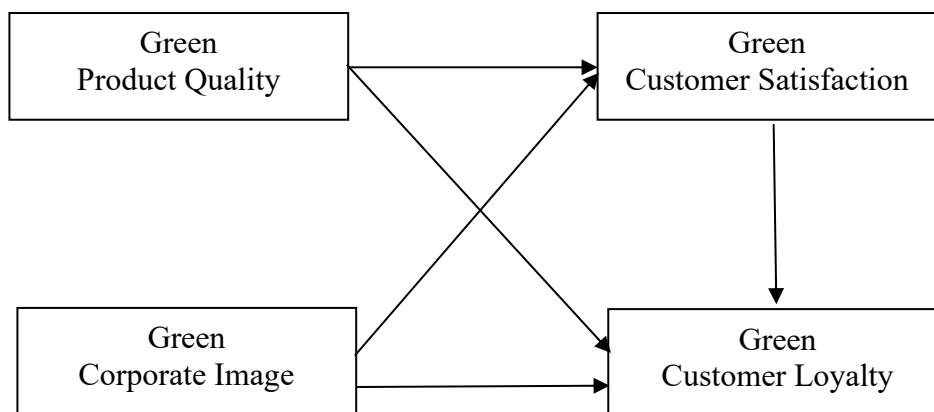 Green
Product Quality
Green
Customer Satisfaction
Green
Corporate Image
Green
Customer Loyalty